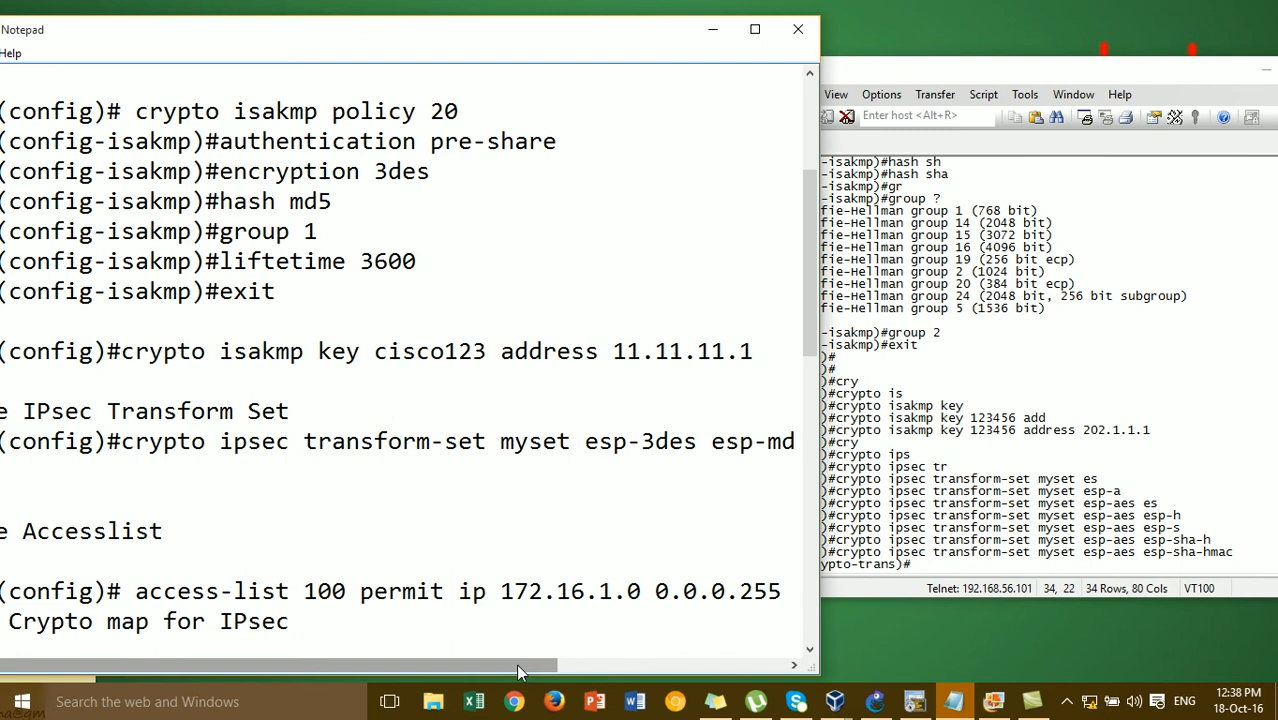 Notepad
Help
(config)# crypto isakmp policy 20
(config-isakmp)#authentication pre-share
(config-isakmp)#encryption 3des
(config-isakmp)#hash md5
(config-isakmp)#group 1
(config-isakmp)#liftetime 3600
(config-isakmp)#exit
(config)#crypto isakmp key cisco123 address 11.11.11.1
e IPsec Transform Set
(config)#crypto ipsec transform-set myset esp-3des esp-md
e Accesslist
(config)# access-list 100 permit ip 172.16.1.0 0.0.0.255
Crypto map for IPsec
View Options Transfer Script Tools Window Help
Enter host <Alt+R>
-isakmp)#hash sh
-isakmp)#hash sha
-isakmp)#gr
-isakmp)#group ?
fie-Hellman group 1 (768 bit)
fie-Hellman group 14 (2048 bit)
fie-Hellman group 15 (3072 bit)
fie-Hellman group 16 (4096 bit)
fie-Hellman group 19 (256 bit ecp)
fie-Hellman group 2 (1024 bit)
fie-Hellman group 20 (384 bit ecp)
fie-Hellman group 24 (2048 bit, 256 bit subgroup)
fie-Hellman group 5 (1536 bit)
-isakmp)#group 2
-isakmp)#exit
)#
)#
)#cry
)#crypto is
)#crypto isakmp key
)#crypto isakmp key 123456 add
)#crypto isakmp key 123456 address 202.1.1.1
)#cry
)#crypto ips
)#crypto ipsec tr
)#crypto ipsec transform-set myset es
)#crypto ipsec transform-set myset esp-a
)#crypto ipsec transform-set myset esp-aes es
)#crypto ipsec transform-set myset esp-aes esp-h
)#crypto ipsec transform-set myset esp-aes esp-s
)#crypto ipsec transform-set myset esp-aes esp-sha-h
)#crypto ipsec transform-set myset esp-aes esp-sha-hmac
ypto-trans)#
Telnet: 192.168.56.101 34, 22 34 Rows, 80 Cols VT100
Search the web and Windows
ENG
12:38 PM
18-Oct-16